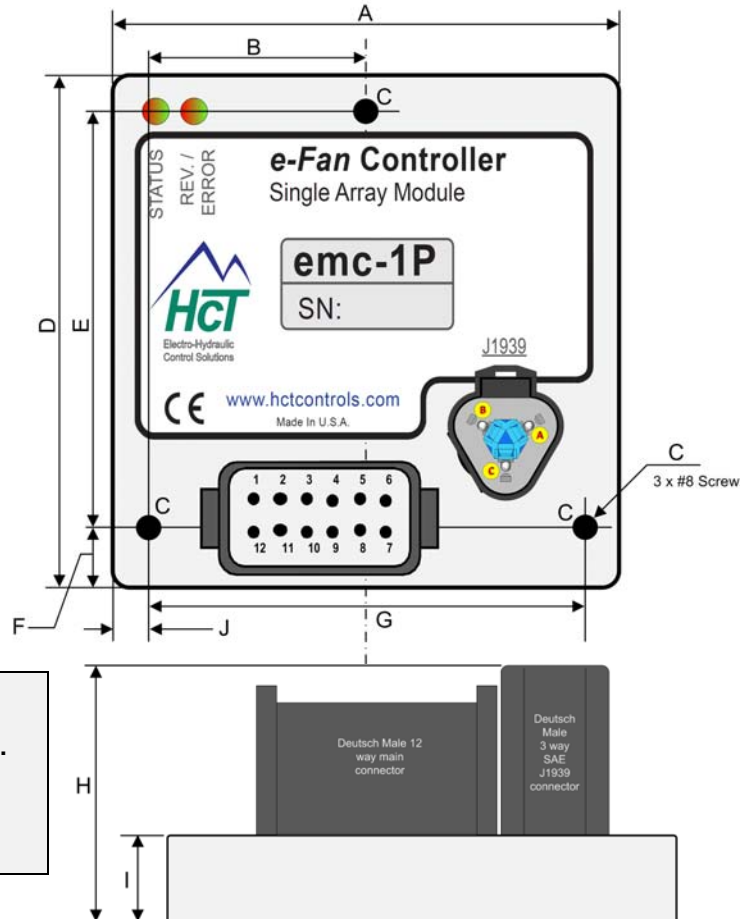 A
B
C
STATUS
REV. /
ERROR
e-Fan Controller
Single Array Module
D
E
emc-1P
SN:
HCT
Electro-Hydraulic
Control Solutions
J1939
B
A
C
www.hctcontrols.com
Made In U.S.A.
C
3 x #8 Screw
1 2 3 4 5 6
C
C
12 11 10 9 8 7
F
J
G
H
Deutsch Male 12
way main
connector
Deutsch
Male
3 way
SAE
J1939
connector
.
I